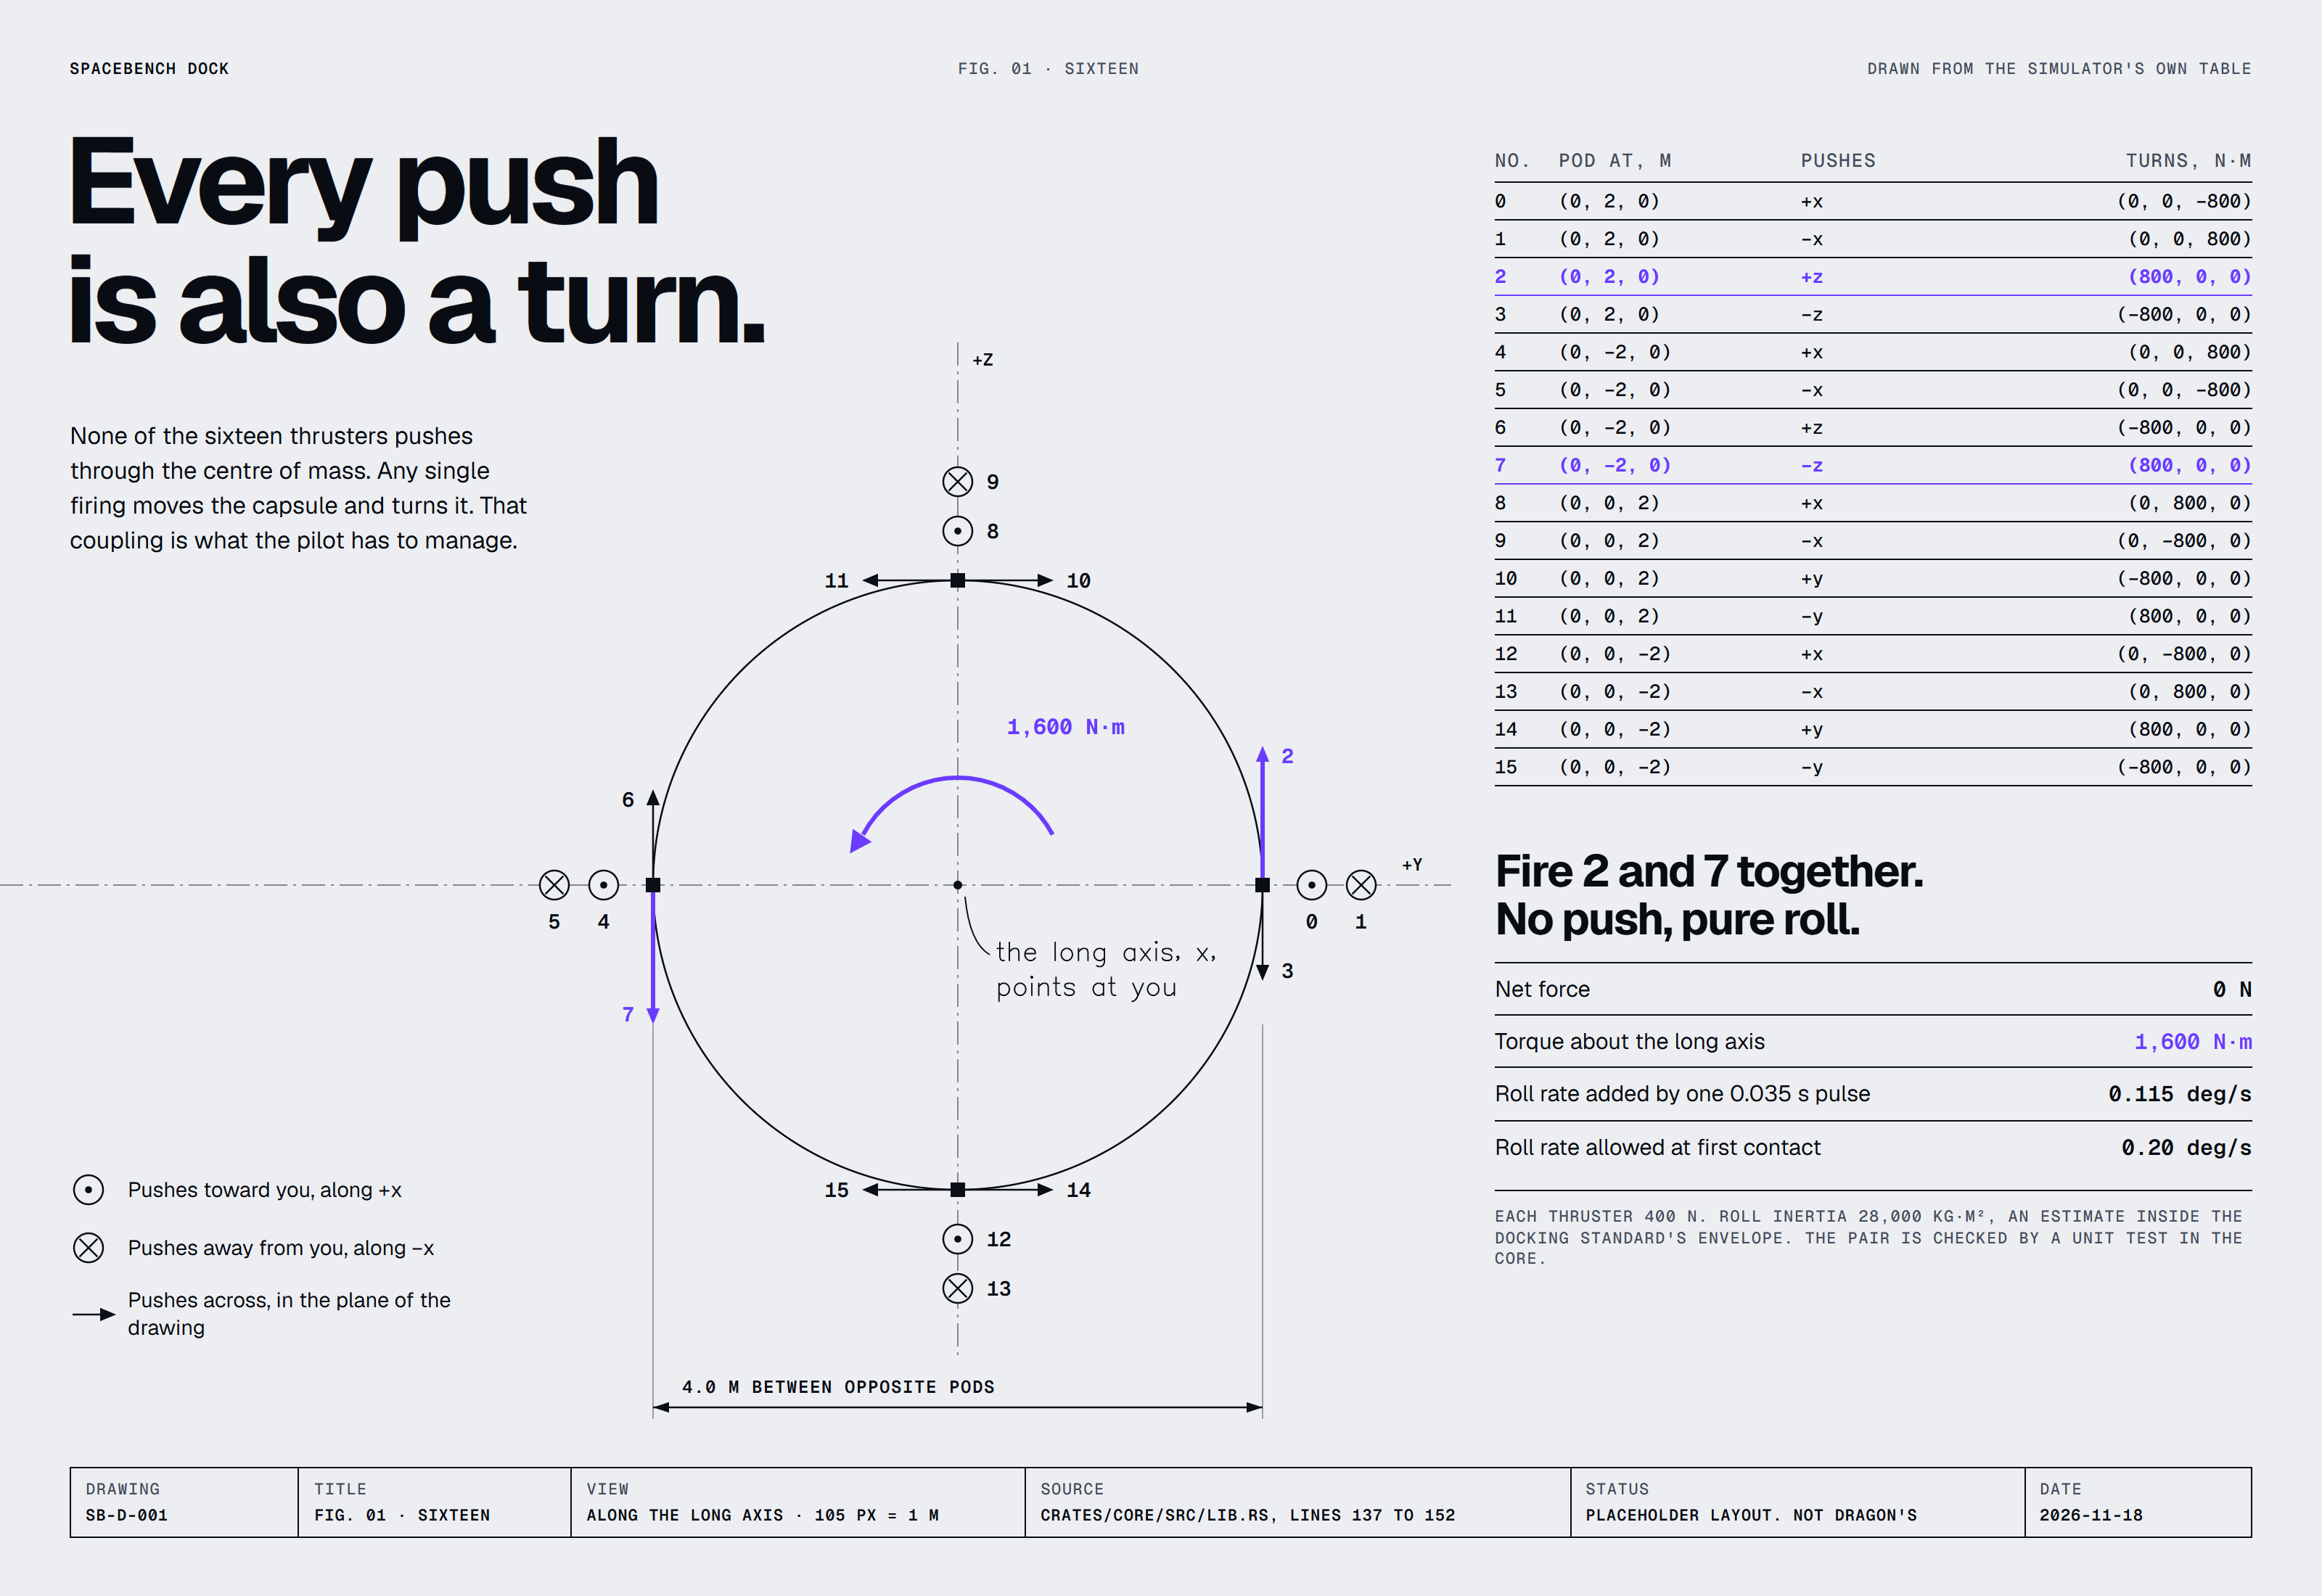 SPACEBENCH DOCK
FIG. 01 · SIXTEEN
DRAWN FROM THE SIMULATOR'S OWN TABLE
Every push
is also a turn.
None of the sixteen thrusters pushes
through the centre of mass. Any single
firing moves the capsule and turns it. That
coupling is what the pilot has to manage.
+Z
9
8
11
10
1,600 N·m
2
6
+Y
5
4
0
1
the long axis, x,
points at you
3
7
15
14
12
13
4.0 M BETWEEN OPPOSITE PODS
Pushes toward you, along +x
Pushes away from you, along −x
Pushes across, in the plane of the
drawing
NO. POD AT, M PUSHES TURNS, N·M
0 (0, 2, 0) +x (0, 0, −800)
1 (0, 2, 0) −x (0, 0, 800)
2 (0, 2, 0) +z (800, 0, 0)
3 (0, 2, 0) −z (−800, 0, 0)
4 (0, −2, 0) +x (0, 0, 800)
5 (0, −2, 0) −x (0, 0, −800)
6 (0, −2, 0) +z (−800, 0, 0)
7 (0, −2, 0) −z (800, 0, 0)
8 (0, 0, 2) +x (0, 800, 0)
9 (0, 0, 2) −x (0, −800, 0)
10 (0, 0, 2) +y (−800, 0, 0)
11 (0, 0, 2) −y (800, 0, 0)
12 (0, 0, −2) +x (0, −800, 0)
13 (0, 0, −2) −x (0, 800, 0)
14 (0, 0, −2) +y (800, 0, 0)
15 (0, 0, −2) −y (−800, 0, 0)
Fire 2 and 7 together.
No push, pure roll.
Net force 0 N
Torque about the long axis 1,600 N·m
Roll rate added by one 0.035 s pulse 0.115 deg/s
Roll rate allowed at first contact 0.20 deg/s
EACH THRUSTER 400 N. ROLL INERTIA 28,000 KG·M², AN ESTIMATE INSIDE THE
DOCKING STANDARD'S ENVELOPE. THE PAIR IS CHECKED BY A UNIT TEST IN THE
CORE.
DRAWING
SB-D-001
TITLE
FIG. 01 · SIXTEEN
VIEW
ALONG THE LONG AXIS · 105 PX = 1 M
SOURCE
CRATES/CORE/SRC/LIB.RS, LINES 137 TO 152
STATUS
PLACEHOLDER LAYOUT. NOT DRAGON'S
DATE
2026-11-18